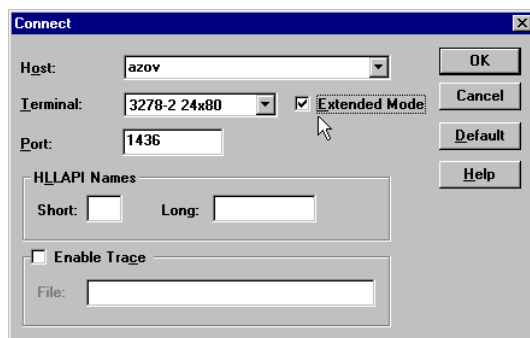 Connect
Host:
azov
OK
Terminal:
3278-2 24x80
Extended Mode
Cancel
Port:
1436
Default
HLLAPI Names
Help
Short:
Long:
Enable Trace
File: